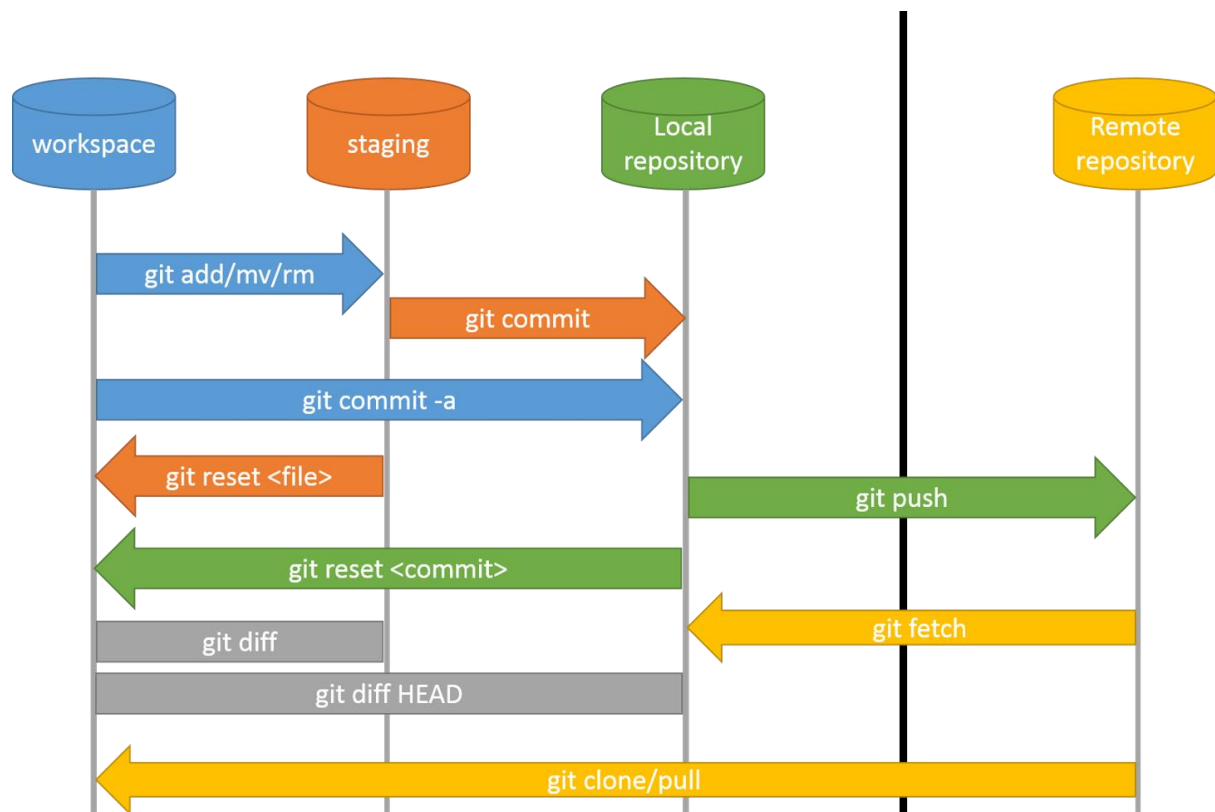 workspace
staging
Local
repository
Remote
repository
git add/mv/rm
git commit
git commit -a
git reset <file>
git push
git reset <commit>
git fetch
git diff
git diff HEAD
git clone/pull